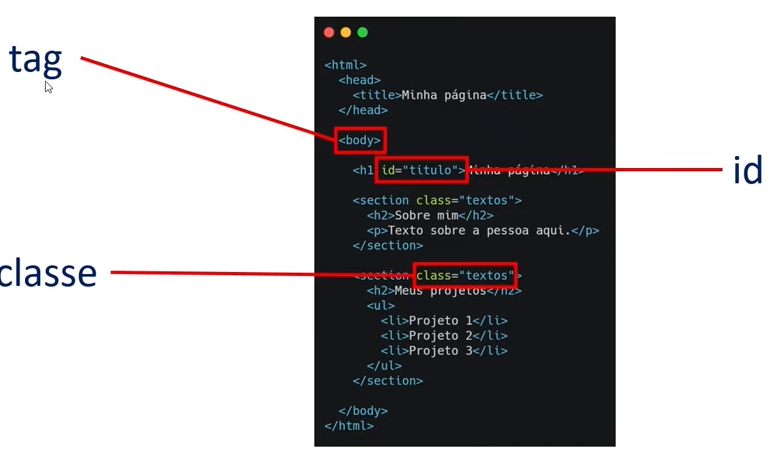 tag
<html>
<head>
<title>Minha página</title>
</head>
<body>
<h1 id="titulo">Minha página</h1>
id
<section class="textos">
<h2>Sobre mim</h2>
<p>Texto sobre a pessoa aqui.</p>
</section>
classe
<section class="textos">
<h2>Meus projetos</h2>
<ul>
<li>Projeto 1</li>
<li>Projeto 2</li>
<li>Projeto 3</li>
</ul>
</section>
</body>
</html>